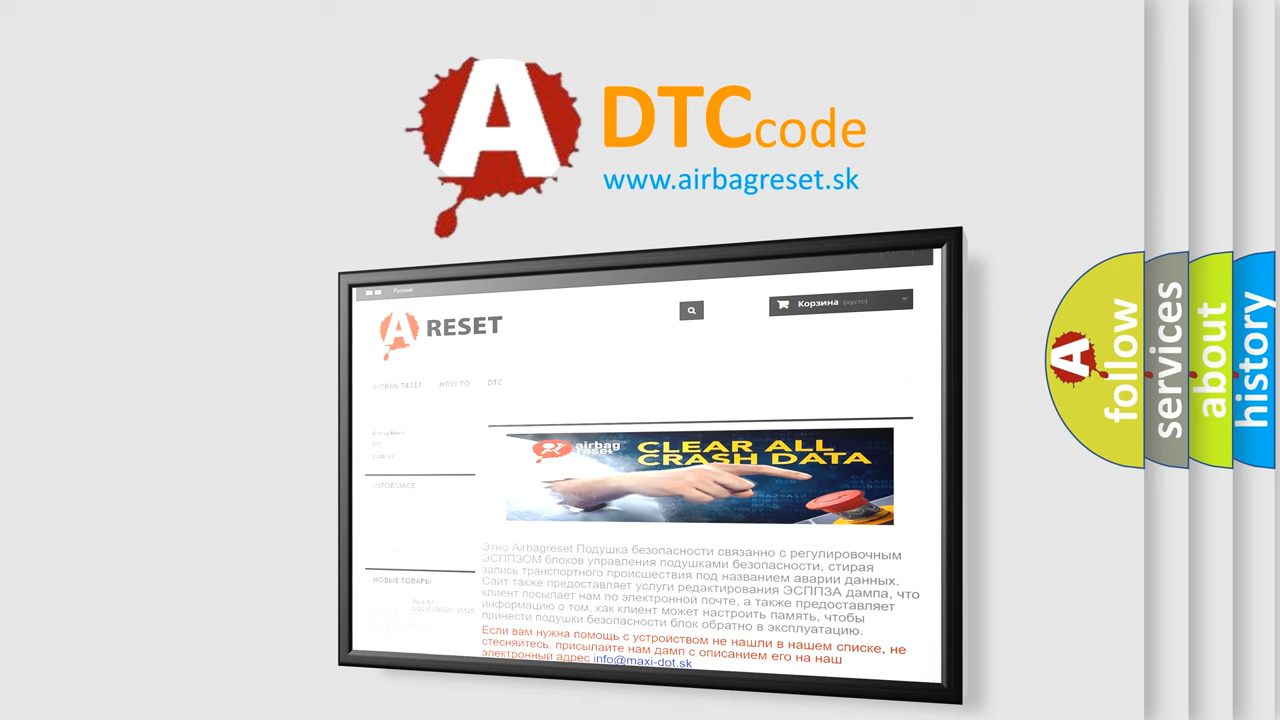 A DTC code
www.airbagreset.sk
Русский
A RESET
Корзина (пусто)
AIRBAG RESET HOW TO DTC
INFORMACE
airbag
reset
CLEAR ALL
CRASH DATA
Этно Airbagreset Подушка безопасности связанно с регулировочным
ЭСППЗОМ блоков управления подушками безопасности, стирая
запись транспортного происшествия под названием аварии данных.
Сайт также предоставляет услуги редактирования ЭСППЗА дампа, что
клиент посылает нам по электронной почте, а также предоставляет
информацию о том, как клиент может настроить память, чтобы
принести подушки безопасности блок обратно в эксплуатацию.
Если вам нужна помощь с устройством не нашли в нашем списке, не
стесняйтесь, присылайте нам дамп с описанием его на наш
электронный адрес info@maxi-dot.sk
НОВЫЕ ТОВАРЫ
A follow
services
about
history